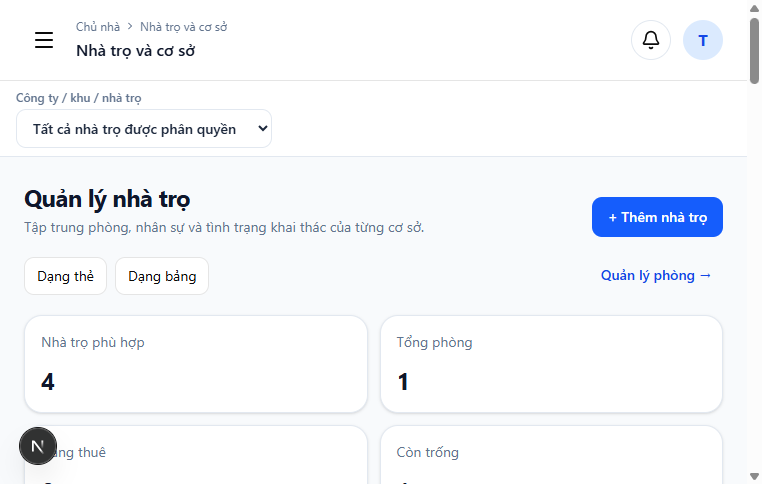 Chủ nhà > Nhà trọ và cơ sở
Nhà trọ và cơ sở
T
Công ty / khu / nhà trọ
Tất cả nhà trọ được phân quyền
Quản lý nhà trọ
Tập trung phòng, nhân sự và tình trạng khai thác của từng cơ sở.
+ Thêm nhà trọ
Dạng thẻ
Dạng bảng
Quản lý phòng →
Nhà trọ phù hợp
4
Tổng phòng
1
N
thuê
Còn trống